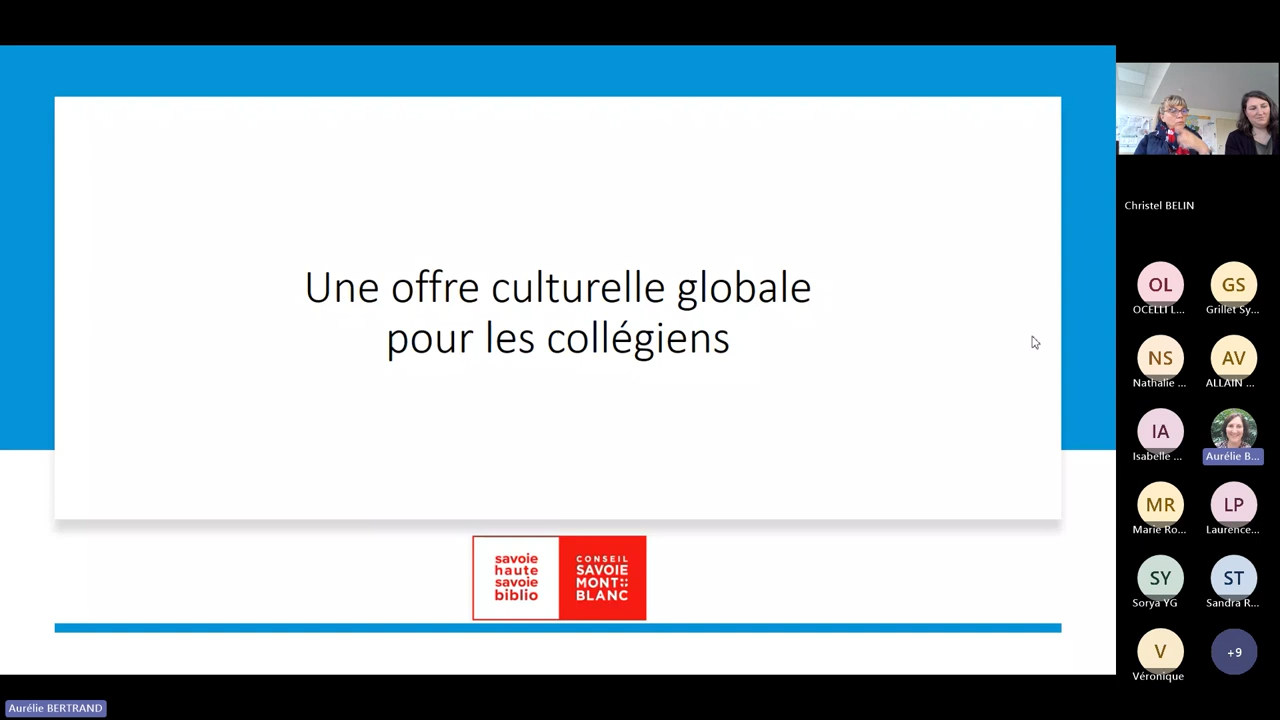 Une offre culturelle globale
pour les collégiens
savoie
haute
savoie
biblio
CONSEIL
SAVOIE
MONT
BLANC
Christel BELIN
OL
OCELLI L...
GS
Grillet Sy...
NS
Nathalie ...
AV
ALLAIN ...
IA
Isabelle ...
Aurélie B...
MR
Marie Ro...
LP
Laurence...
SY
Sorya YG
ST
Sandra R...
V
Véronique
+9
Aurélie BERTRAND